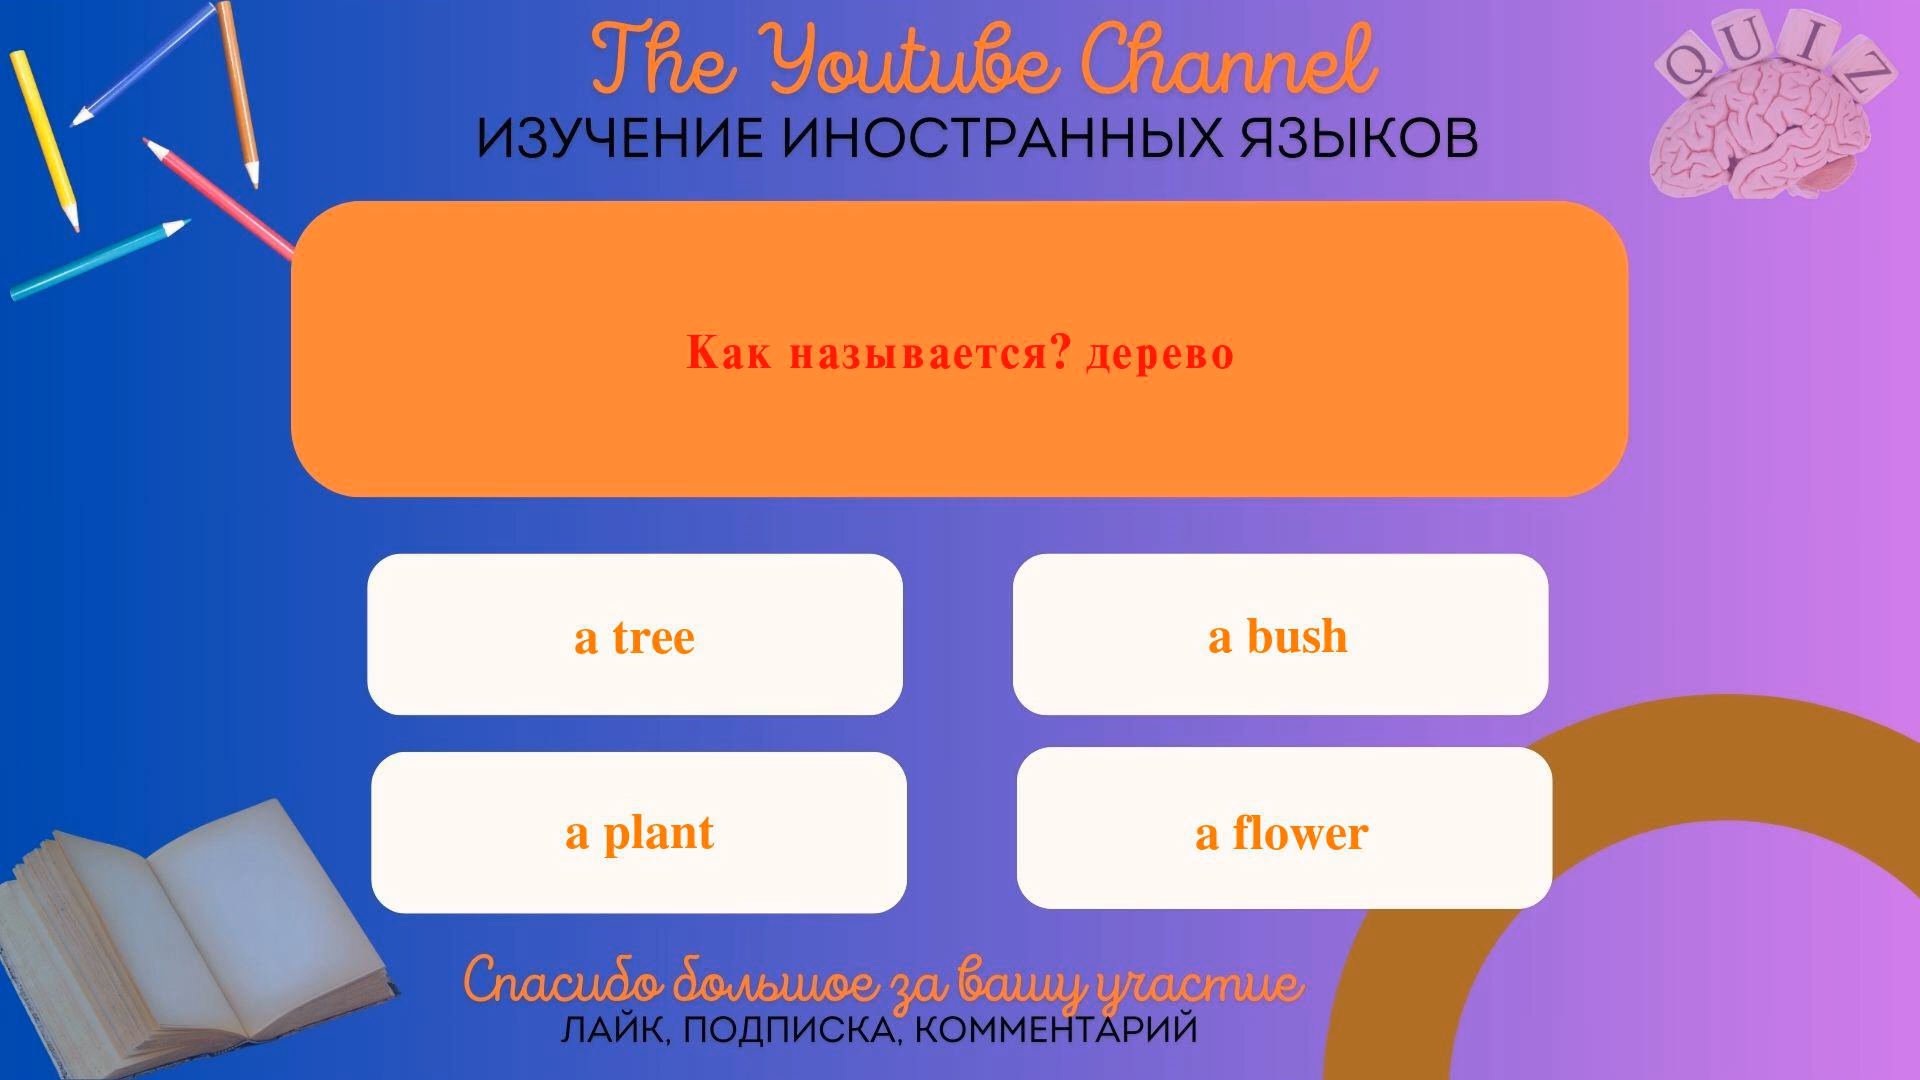 The Youtube Channel
QUIZ
ИЗУЧЕНИЕ ИНОСТРАННЫХ ЯЗЫКОВ
Как называется? дерево
a tree
a bush
a plant
a flower
Спасибо большое за вашу участие
ЛАЙК, ПОДПИСКА, КОММЕНТАРИЙ